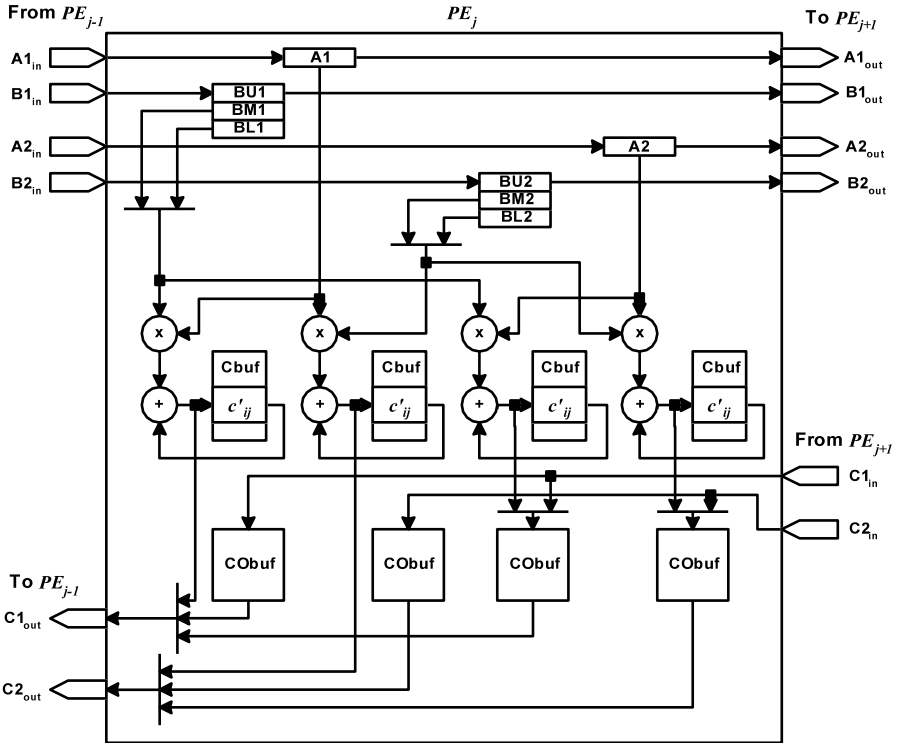 From PEj-1
PEj
To PEj+1
A1in
A1
A1out
B1in
BU1
B1out
BM1
BL1
A2in
A2
A2out
B2in
BU2
B2out
BM2
BL2
x
x
x
x
Cbuf
Cbuf
Cbuf
Cbuf
+
c'ij
+
c'ij
+
c'ij
+
c'ij
From PEj+1
C1in
C2in
CObuf
CObuf
CObuf
CObuf
To PEj-1
C1out
C2out